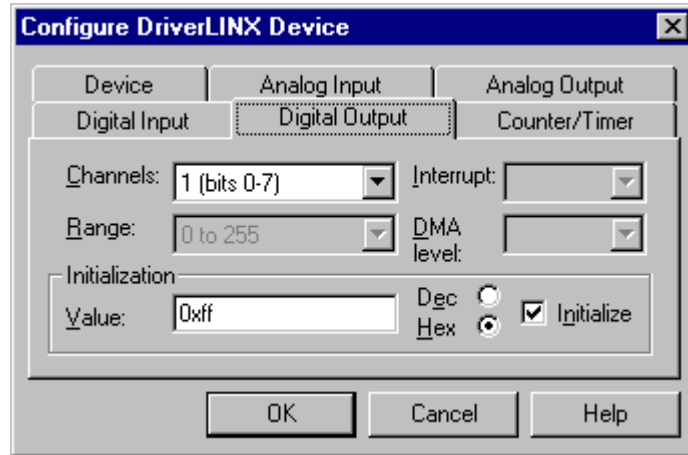 Configure DriverLINX Device
Device Analog Input Analog Output
Digital Input Digital Output Counter/Timer
Channels: 1 (bits 0-7) Interrupt:
Range: 0 to 255 DMA level:
Initialization
Value: 0xff Dec Hex Initialize
OK Cancel Help